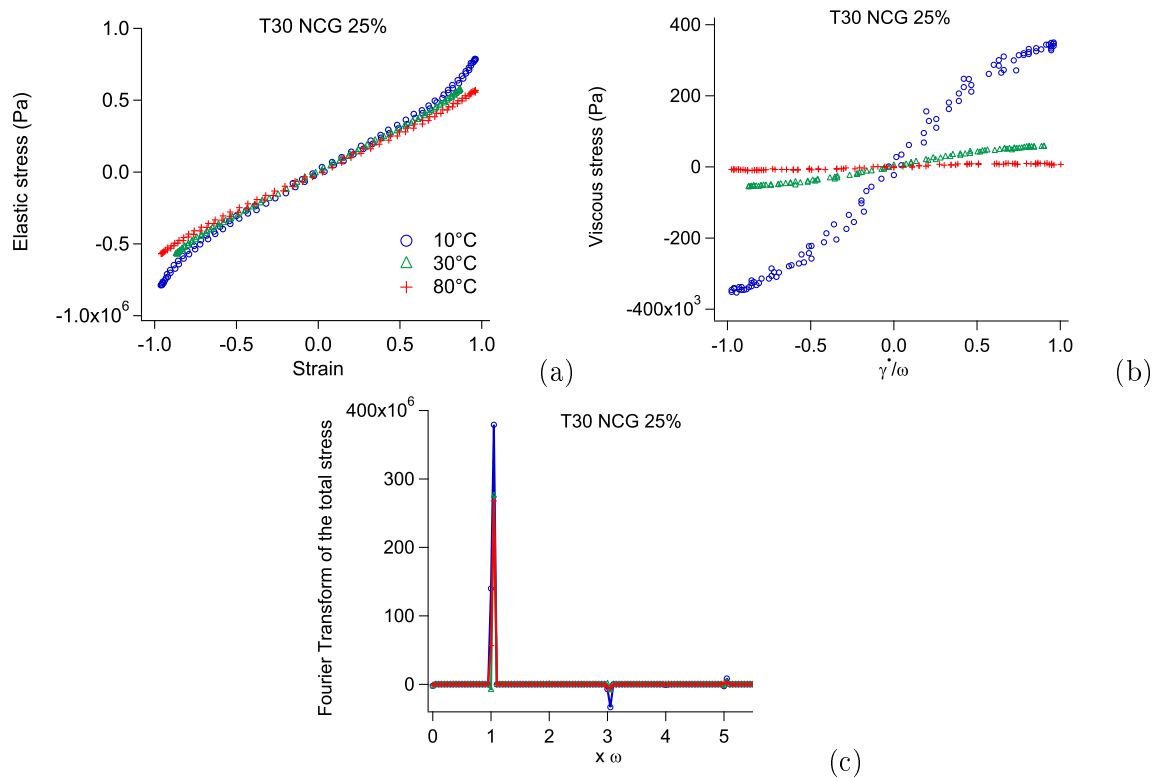 T30 NCG 25%
Elastic stress (Pa)
1.0
0.5
0.0
-0.5
-1.0x10⁶
10°C
30°C
80°C
-1.0 -0.5 0.0 0.5 1.0
Strain
(a)
T30 NCG 25%
Viscous stress (Pa)
400
200
0
-200
-400x10³
-1.0 -0.5 0.0 0.5 1.0
γ̇/ω
(b)
T30 NCG 25%
Fourier Transform of the total stress
400x10⁶
300
200
100
0
0 1 2 3 4 5
x ω
(c)